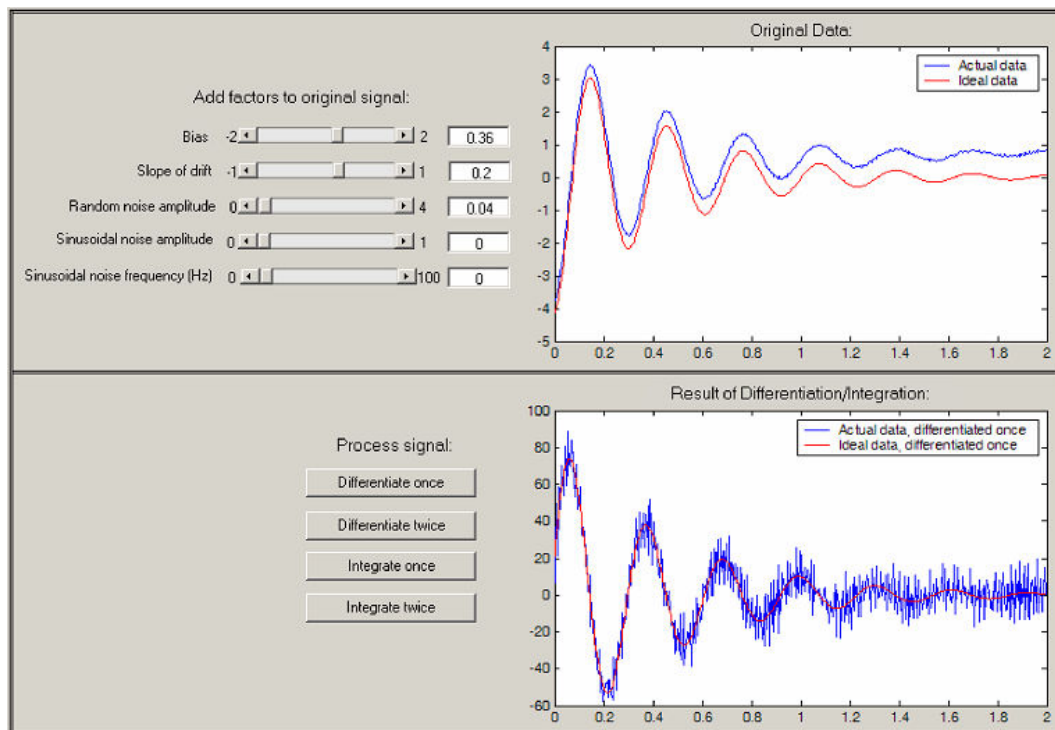 Add factors to original signal:
Bias -2 2 0.36
Slope of drift -1 1 0.2
Random noise amplitude 0 4 0.04
Sinusoidal noise amplitude 0 1 0
Sinusoidal noise frequency (Hz) 0 100 0
Original Data:
Actual data
Ideal data
4
3
2
1
0
-1
-2
-3
-4
-5
0 0.2 0.4 0.6 0.8 1 1.2 1.4 1.6 1.8 2
Process signal:
Differentiate once
Differentiate twice
Integrate once
Integrate twice
Result of Differentiation/Integration:
Actual data, differentiated once
Ideal data, differentiated once
100
80
60
40
20
0
-20
-40
-60
0 0.2 0.4 0.6 0.8 1 1.2 1.4 1.6 1.8 2